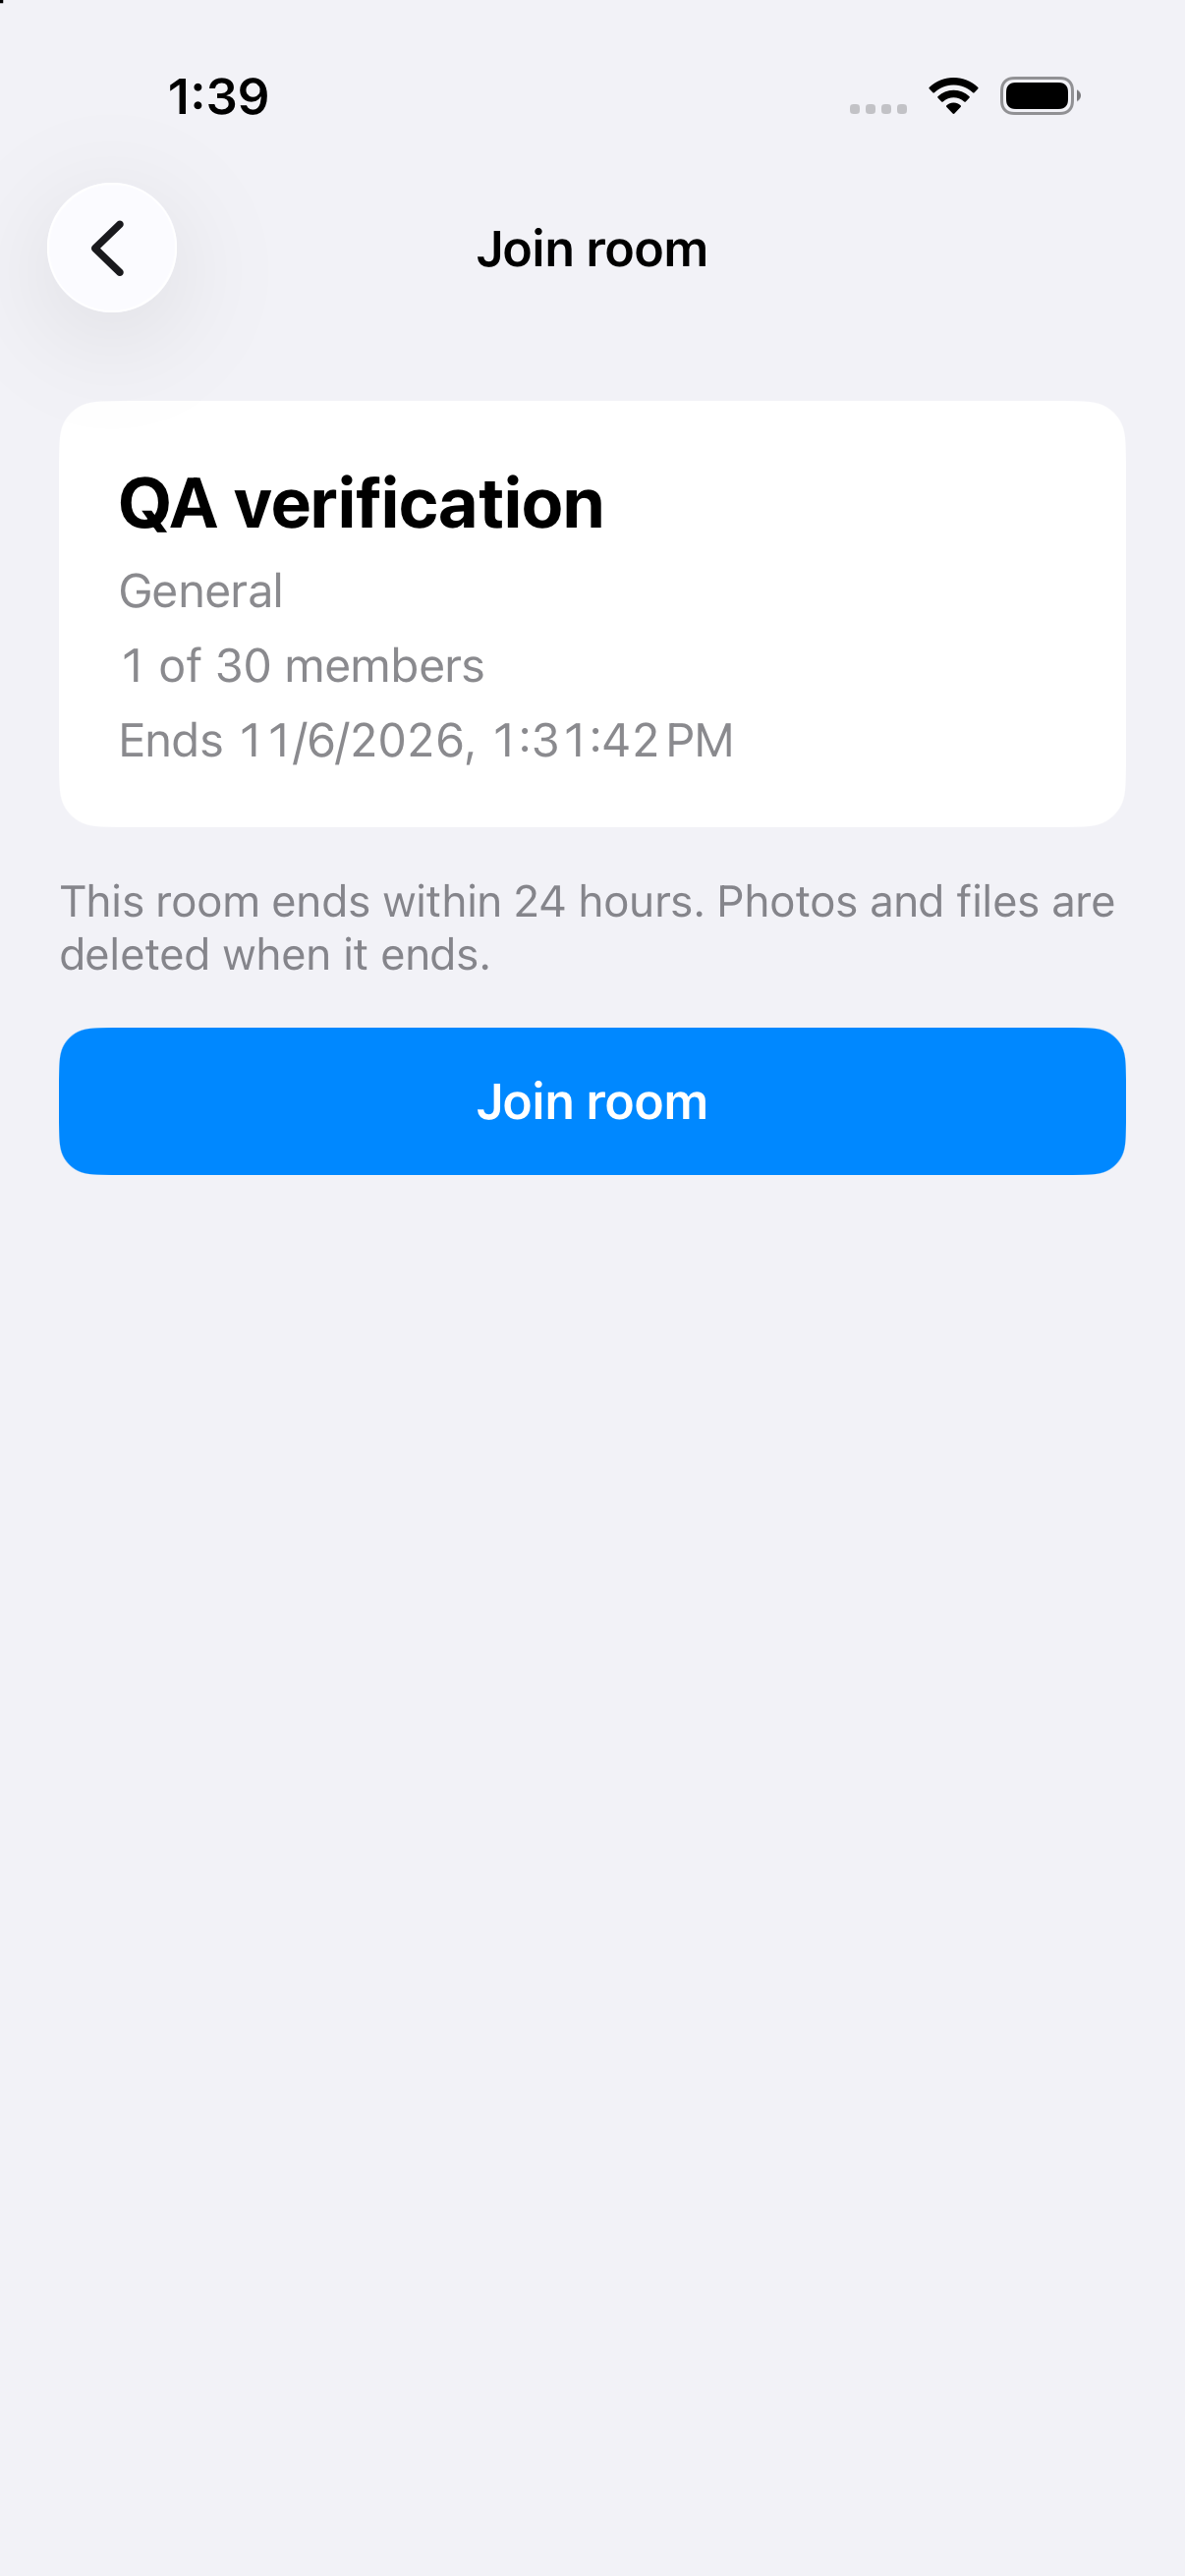 1:39
Join room
QA verification
General
1 of 30 members
Ends 11/6/2026, 1:31:42 PM
This room ends within 24 hours. Photos and files are
deleted when it ends.
Join room